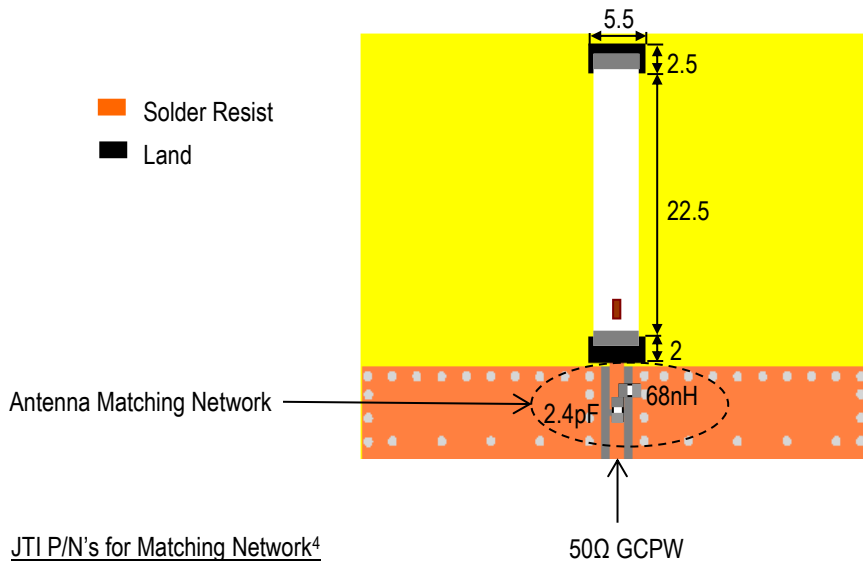 5.5
2.5
Solder Resist
Land
22.5
2
Antenna Matching Network
68nH
2.4pF
JTI P/N's for Matching Network⁴
50Ω GCPW